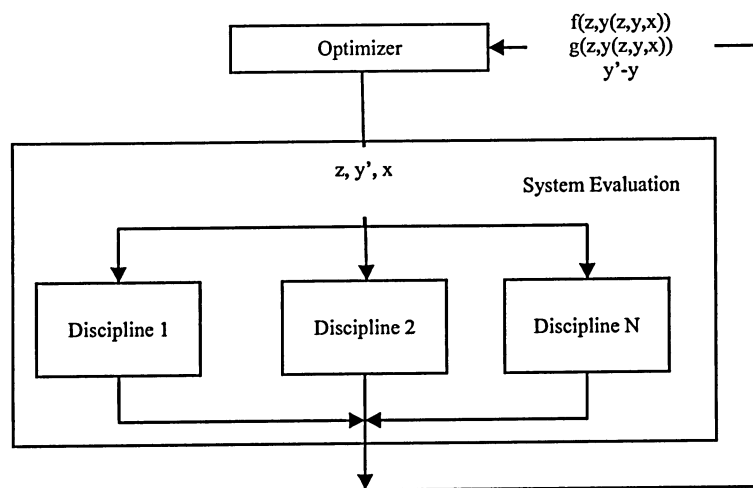 f(z,y(z,y,x))
Optimizer
g(z,y(z,y,x))
y'-y
z, y', x
System Evaluation
Discipline 1
Discipline 2
Discipline N